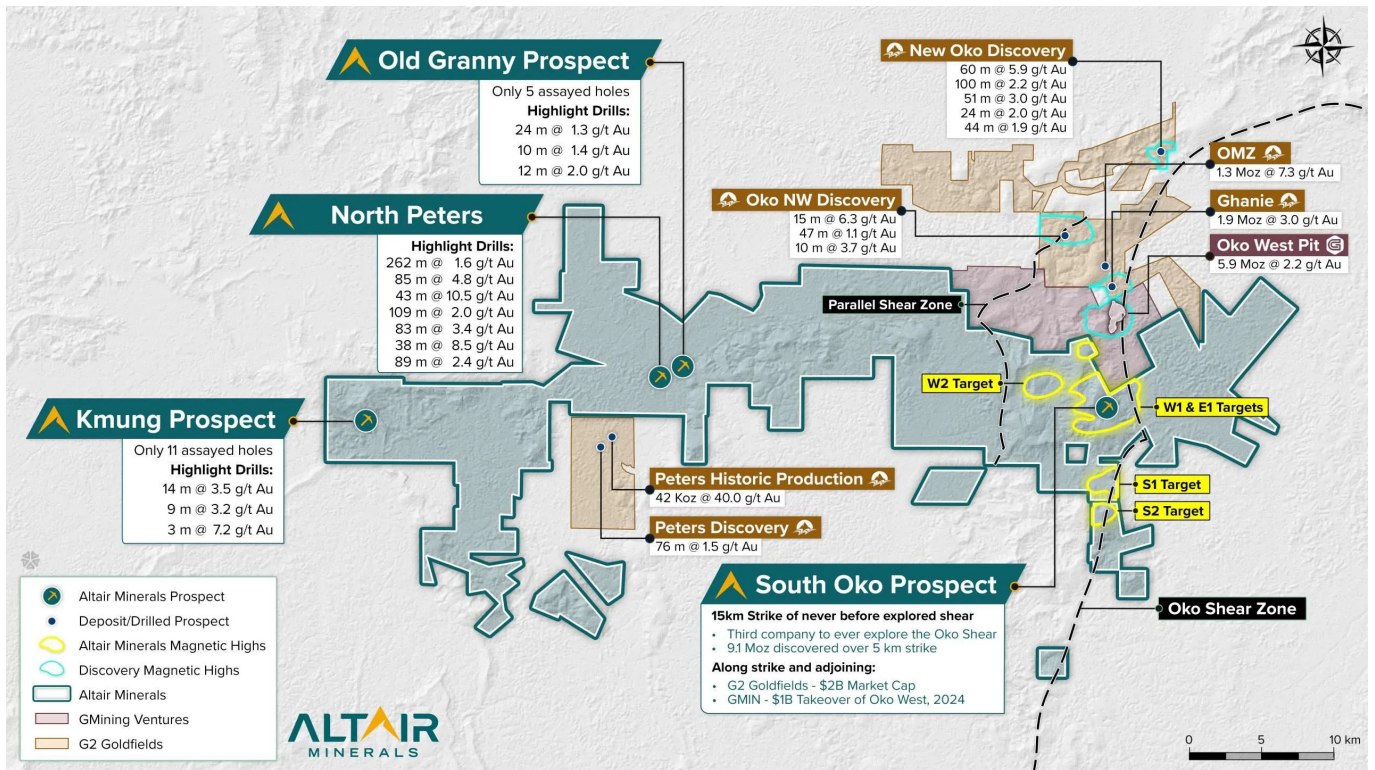 Old Granny Prospect
Only 5 assayed holes
Highlight Drills:
24 m @ 1.3 g/t Au
10 m @ 1.4 g/t Au
12 m @ 2.0 g/t Au
North Peters
Highlight Drills:
262 m @ 1.6 g/t Au
85 m @ 4.8 g/t Au
43 m @ 10.5 g/t Au
109 m @ 2.0 g/t Au
83 m @ 3.4 g/t Au
38 m @ 8.5 g/t Au
89 m @ 2.4 g/t Au
Kmung Prospect
Only 11 assayed holes
Highlight Drills:
14 m @ 3.5 g/t Au
9 m @ 3.2 g/t Au
3 m @ 7.2 g/t Au
New Oko Discovery
60 m @ 5.9 g/t Au
100 m @ 2.2 g/t Au
51 m @ 3.0 g/t Au
24 m @ 2.0 g/t Au
44 m @ 1.9 g/t Au
Oko NW Discovery
15 m @ 6.3 g/t Au
47 m @ 1.1 g/t Au
10 m @ 3.7 g/t Au
OMZ
1.3 Moz @ 7.3 g/t Au
Ghanie
1.9 Moz @ 3.0 g/t Au
Oko West Pit
5.9 Moz @ 2.2 g/t Au
Parallel Shear Zone
W2 Target
W1 & E1 Targets
S1 Target
S2 Target
Peters Historic Production
42 Koz @ 40.0 g/t Au
Peters Discovery
76 m @ 1.5 g/t Au
South Oko Prospect
15km Strike of never before explored shear
• Third company to ever explore the Oko Shear
• 9.1 Moz discovered over 5 km strike
Along strike and adjoining:
• G2 Goldfields - $2B Market Cap
• GMIN - $1B Takeover of Oko West, 2024
Oko Shear Zone
Altair Minerals Prospect
Deposit/Drilled Prospect
Altair Minerals Magnetic Highs
Discovery Magnetic Highs
Altair Minerals
GMining Ventures
G2 Goldfields
ALTAIR
MINERALS
0 5 10 km